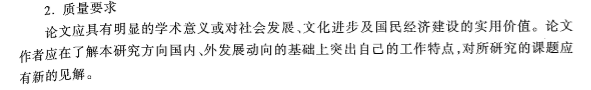 2. 质量要求
论文应具有明显的学术意义或对社会发展、文化进步及国民经济建设的实用价值。论文
作者应在了解本研究方向国内、外发展动向的基础上突出自己的工作特点,对所研究的课题应
有新的见解。